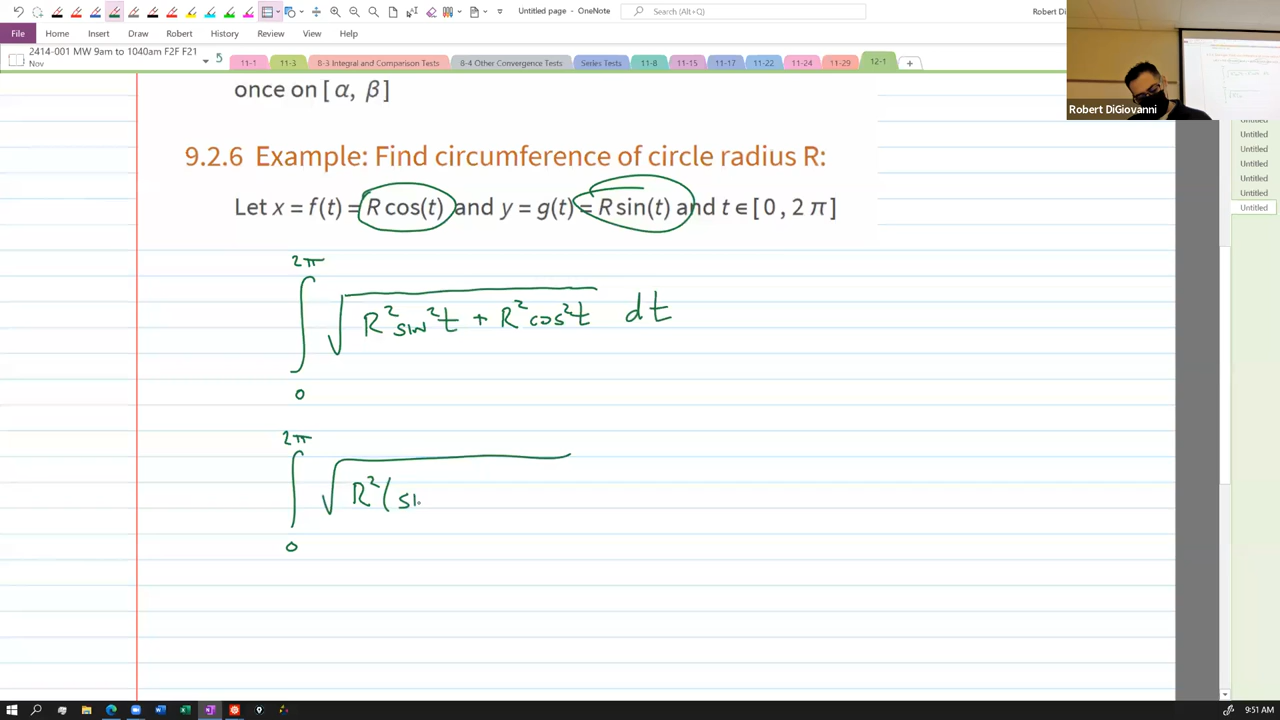 Untitled page - OneNote
Search (Alt+Q)
Robert Di
File Home Insert Draw Robert History Review View Help
2414-001 MW 9am to 1040am F2F F21
Nov
5
11-1 11-3 8-3 Integral and Comparison Tests 8-4 Other Convergence Tests Series Tests 11-8 11-15 11-17 11-22 11-24 11-29 12-1
Robert DiGiovanni
once on [ α, β ]
9.2.6 Example: Find circumference of circle radius R:
Let x = f(t) = R cos(t) and y = g(t) = R sin(t) and t ∈ [ 0 , 2 π ]
∫₀^2π √(R² sin² t + R² cos² t) dt
∫₀^2π √(R² ( si
Untitled
Untitled
Untitled
Untitled
Untitled
Untitled
Untitled
9:51 AM